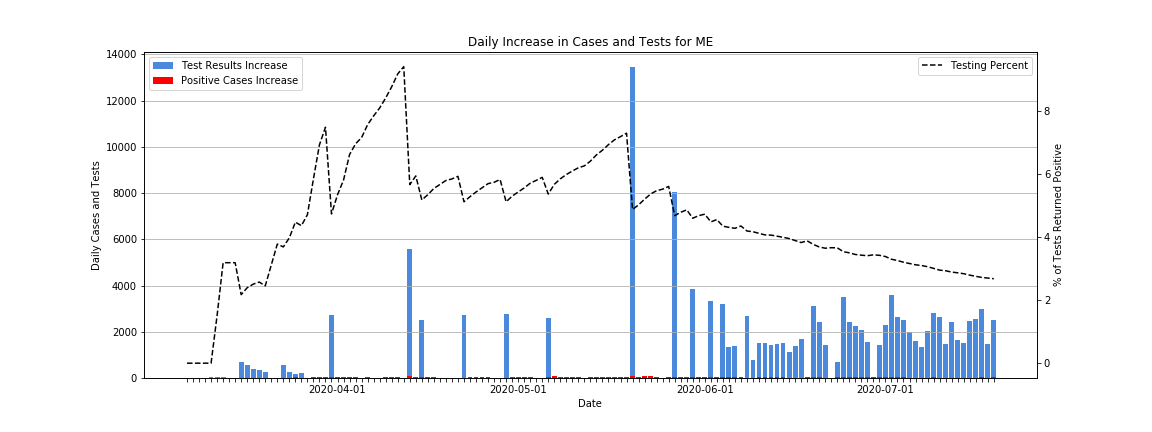 Daily Increase in Cases and Tests for ME
Test Results Increase
Positive Cases Increase
Testing Percent
14000
12000
10000
8000
6000
4000
2000
0
Daily Cases and Tests
8
6
4
2
0
% of Tests Returned Positive
2020-04-01
2020-05-01
2020-06-01
2020-07-01
Date